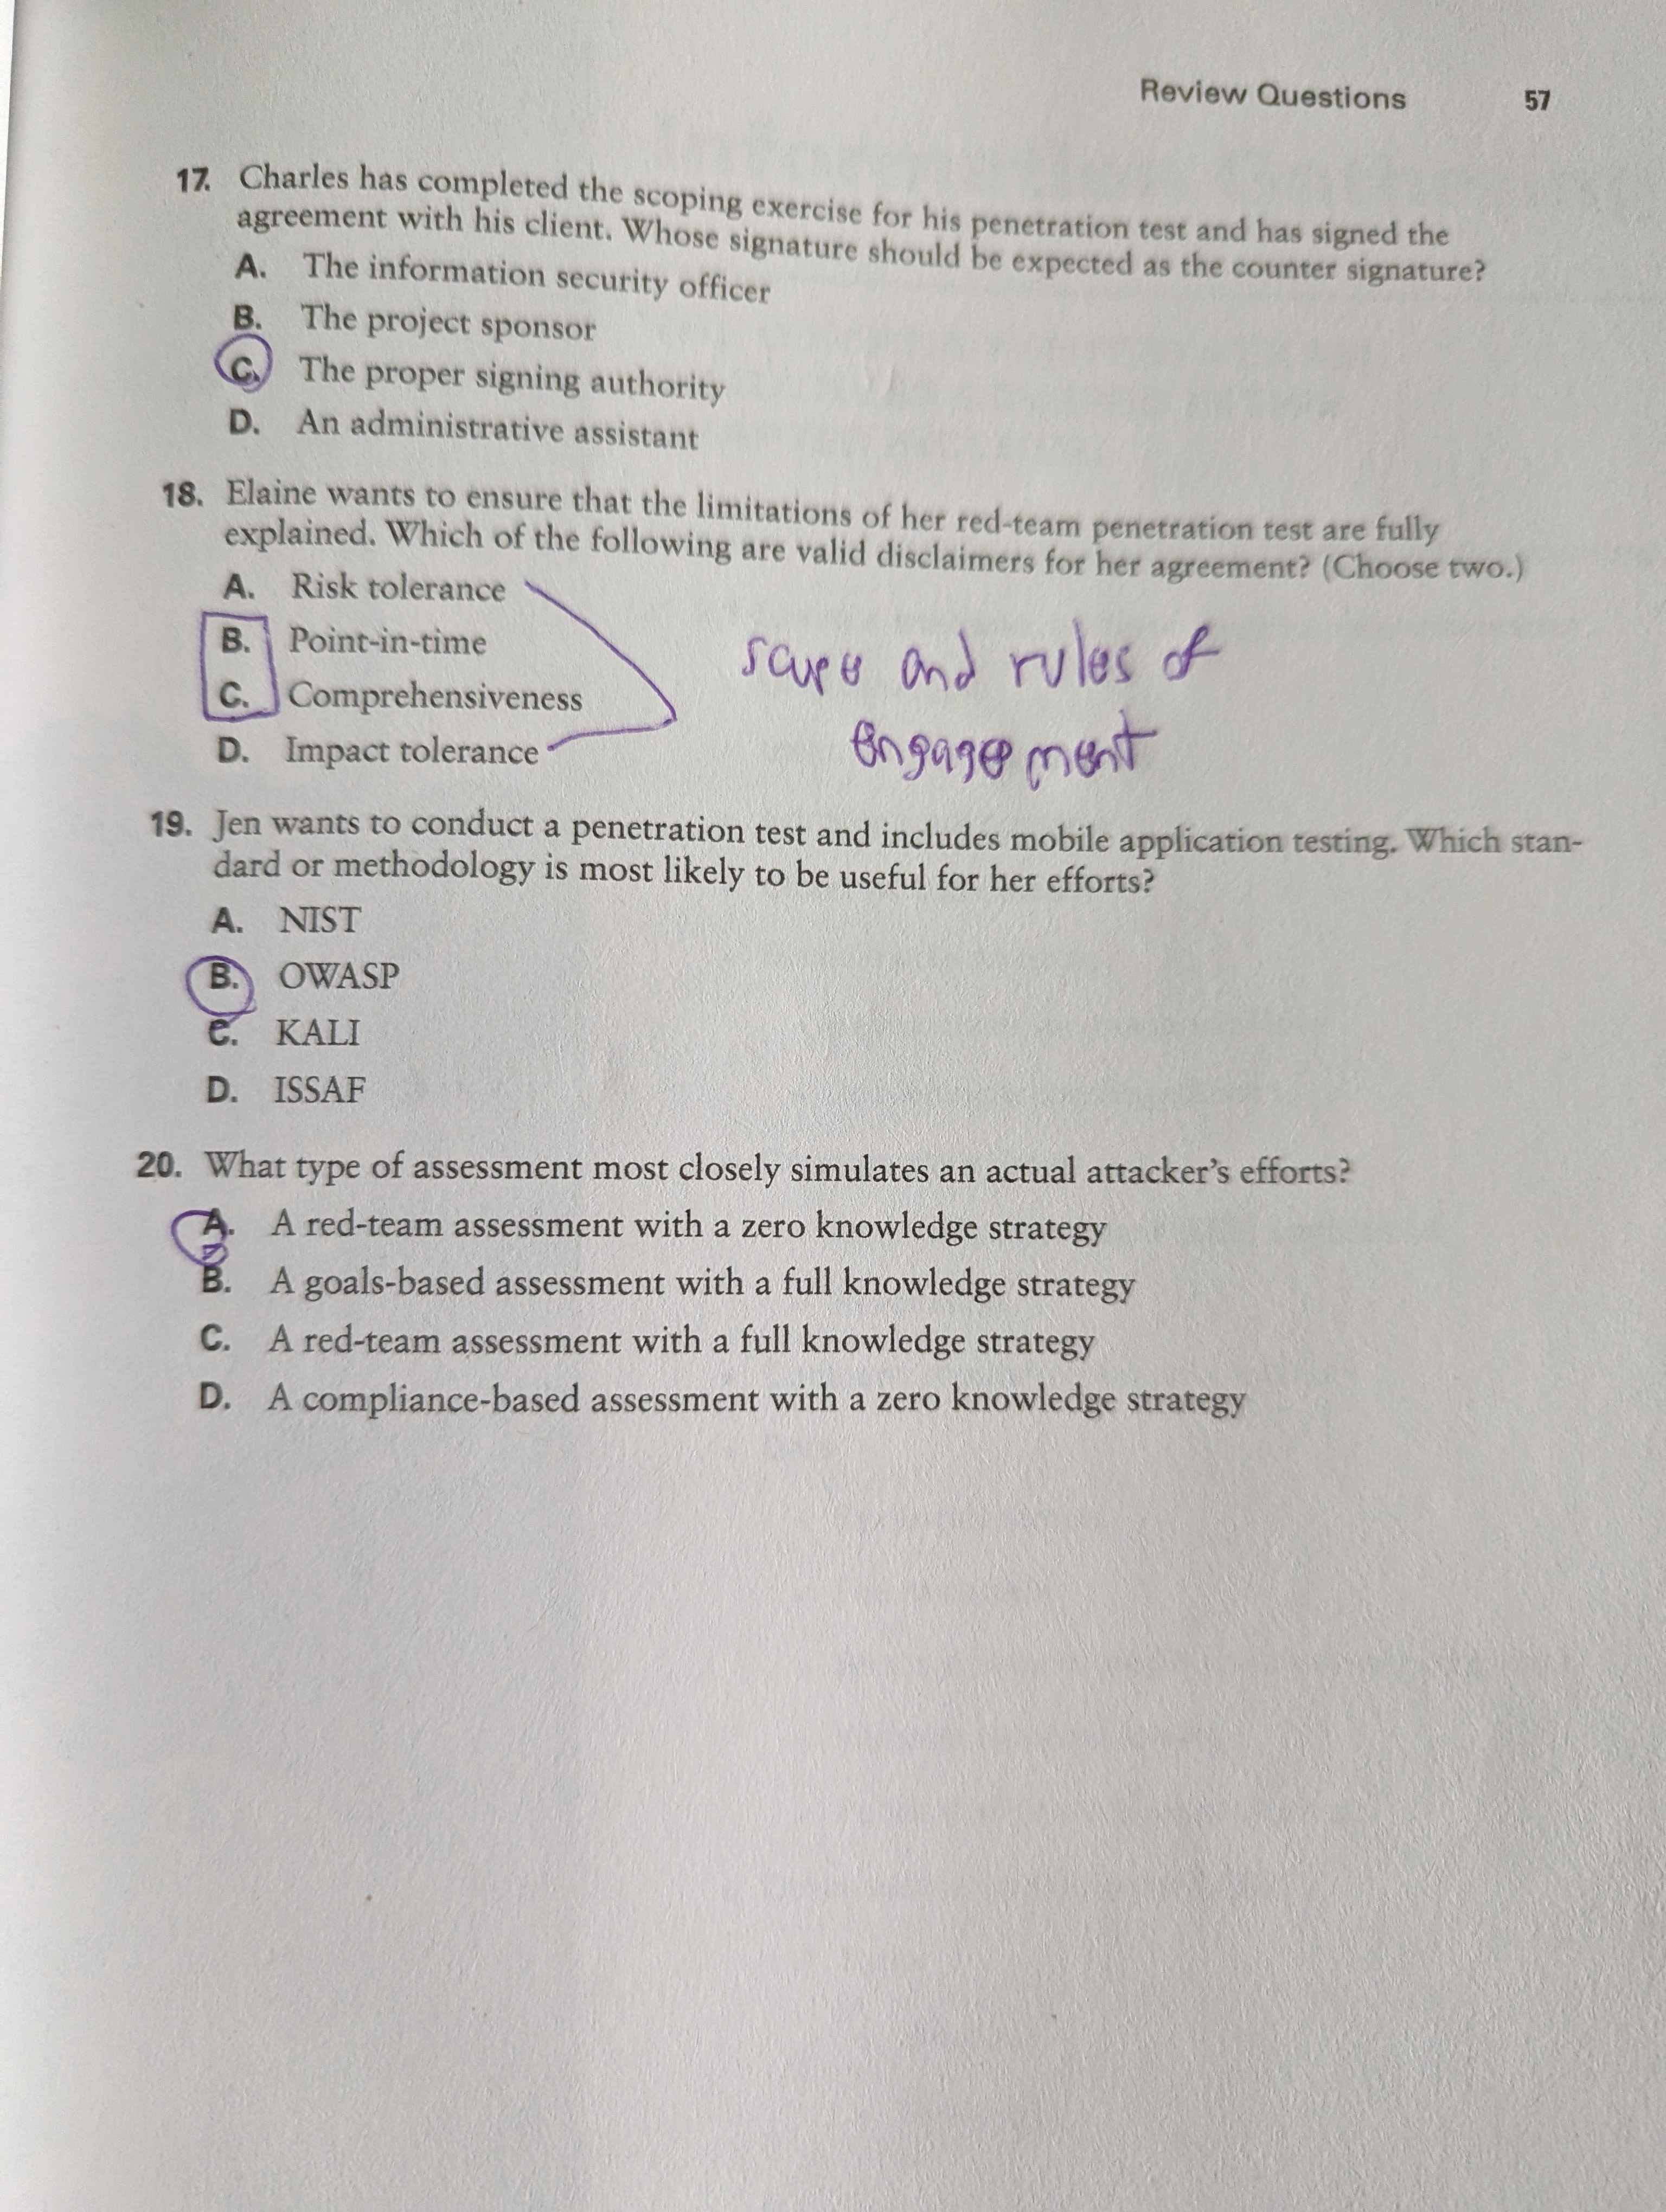 Review Questions 57
17. Charles has completed the scoping exercise for his penetration test and has signed the
agreement with his client. Whose signature should be expected as the counter signature?
A. The information security officer
B. The project sponsor
C. The proper signing authority
D. An administrative assistant
18. Elaine wants to ensure that the limitations of her red-team penetration test are fully
explained. Which of the following are valid disclaimers for her agreement? (Choose two.)
A. Risk tolerance
B. Point-in-time
C. Comprehensiveness
D. Impact tolerance
scope and rules of
engagement
19. Jen wants to conduct a penetration test and includes mobile application testing. Which stan-
dard or methodology is most likely to be useful for her efforts?
A. NIST
B. OWASP
C. KALI
D. ISSAF
20. What type of assessment most closely simulates an actual attacker's efforts?
A. A red-team assessment with a zero knowledge strategy
B. A goals-based assessment with a full knowledge strategy
C. A red-team assessment with a full knowledge strategy
D. A compliance-based assessment with a zero knowledge strategy